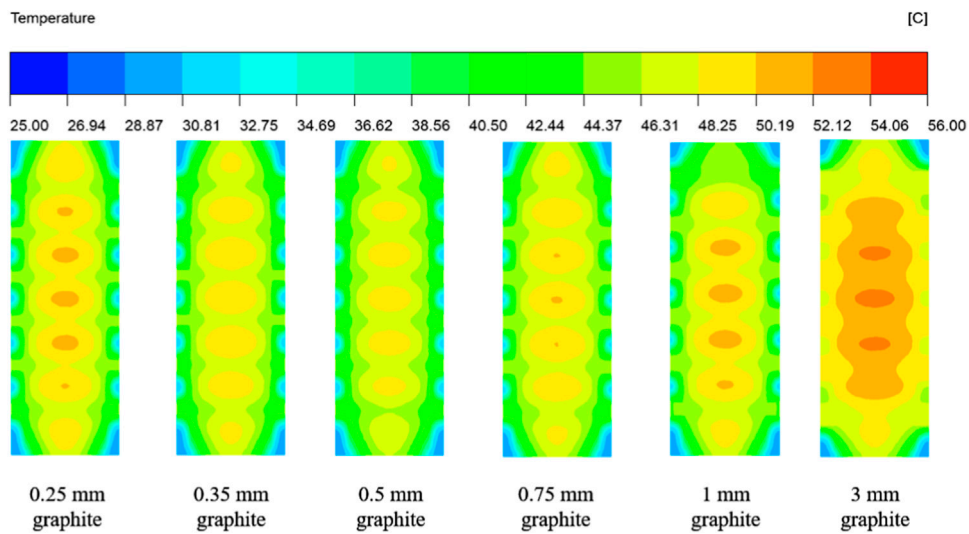 Temperature [C]
25.00 26.94 28.87 30.81 32.75 34.69 36.62 38.56 40.50 42.44 44.37 46.31 48.25 50.19 52.12 54.06 56.00
0.25 mm 0.35 mm 0.5 mm 0.75 mm 1 mm 3 mm
graphite graphite graphite graphite graphite graphite